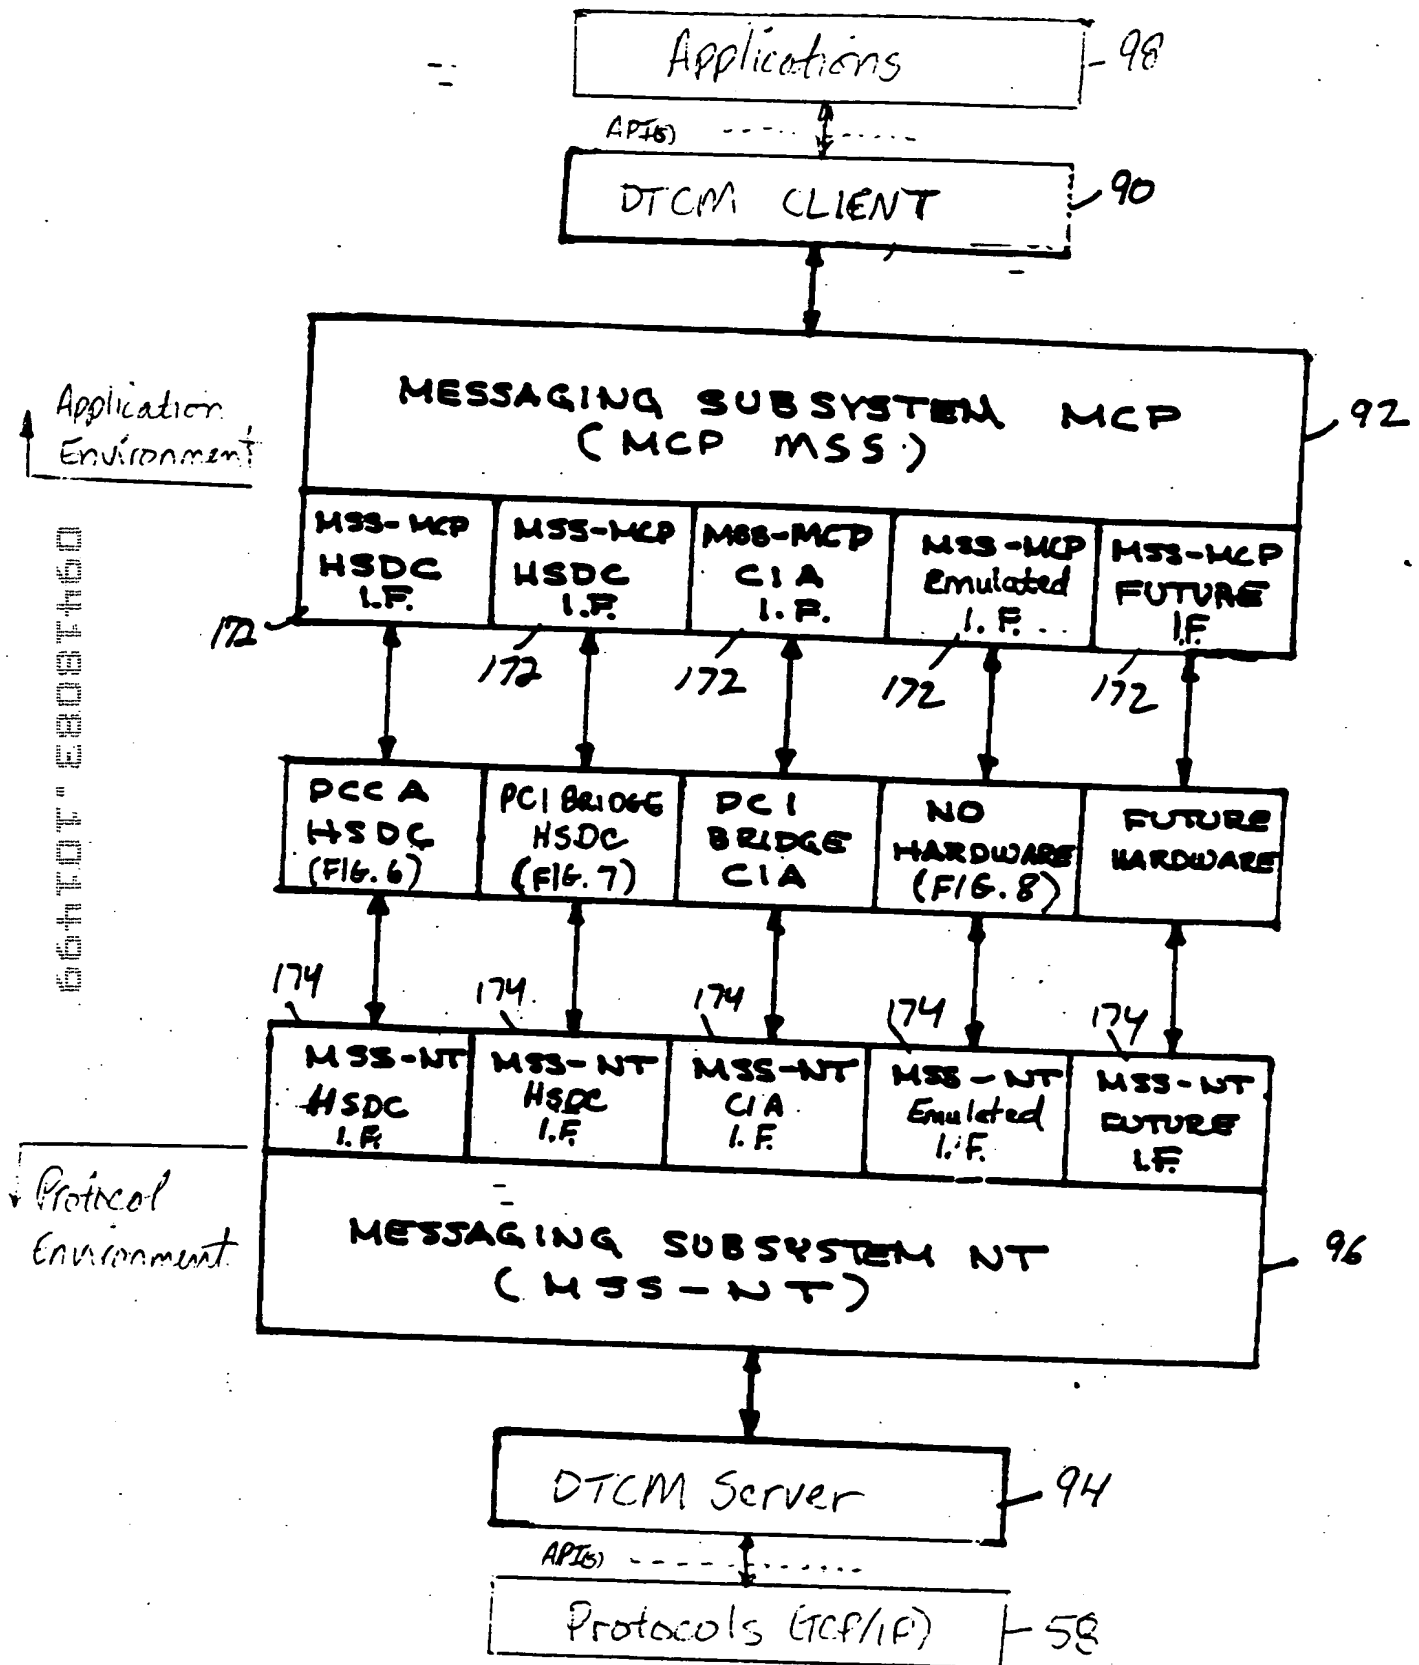 Applications
98
API(s)
DTCM CLIENT
90
MESSAGING SUBSYSTEM MCP
(MCP MSS)
92
Application
Environment
MSS-MCP
HSDC
I.F.
MSS-MCP
HSDC
I.F.
MSS-MCP
CIA
I.F.
MSS-MCP
Emulated
I.F.
MSS-MCP
FUTURE
I.F.
172
172
172
172
172
09418083.101499
PCCA
HSDC
(FIG. 6)
PCI BRIDGE
HSDC
(FIG. 7)
PCI
BRIDGE
CIA
NO
HARDWARE
(FIG. 8)
FUTURE
HARDWARE
174
174
174
174
174
MSS-NT
HSDC
I.F.
MSS-NT
HSDC
I.F.
MSS-NT
CIA
I.F.
MSS-NT
Emulated
I.F.
MSS-NT
FUTURE
I.F.
Protocol
Environment
MESSAGING SUBSYSTEM NT
(MSS-NT)
96
DTCM Server
94
API(s)
Protocols (TCP/IP)
58